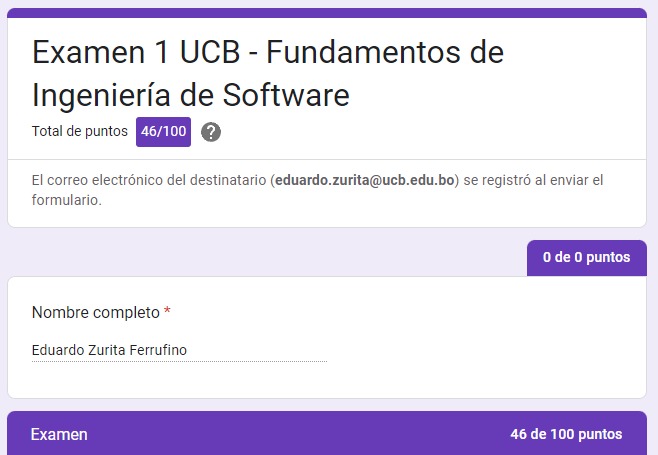 Examen 1 UCB - Fundamentos de
Ingeniería de Software
Total de puntos 46/100 ?
El correo electrónico del destinatario (eduardo.zurita@ucb.edu.bo) se registró al enviar el
formulario.
0 de 0 puntos
Nombre completo *
Eduardo Zurita Ferrufino
Examen 46 de 100 puntos